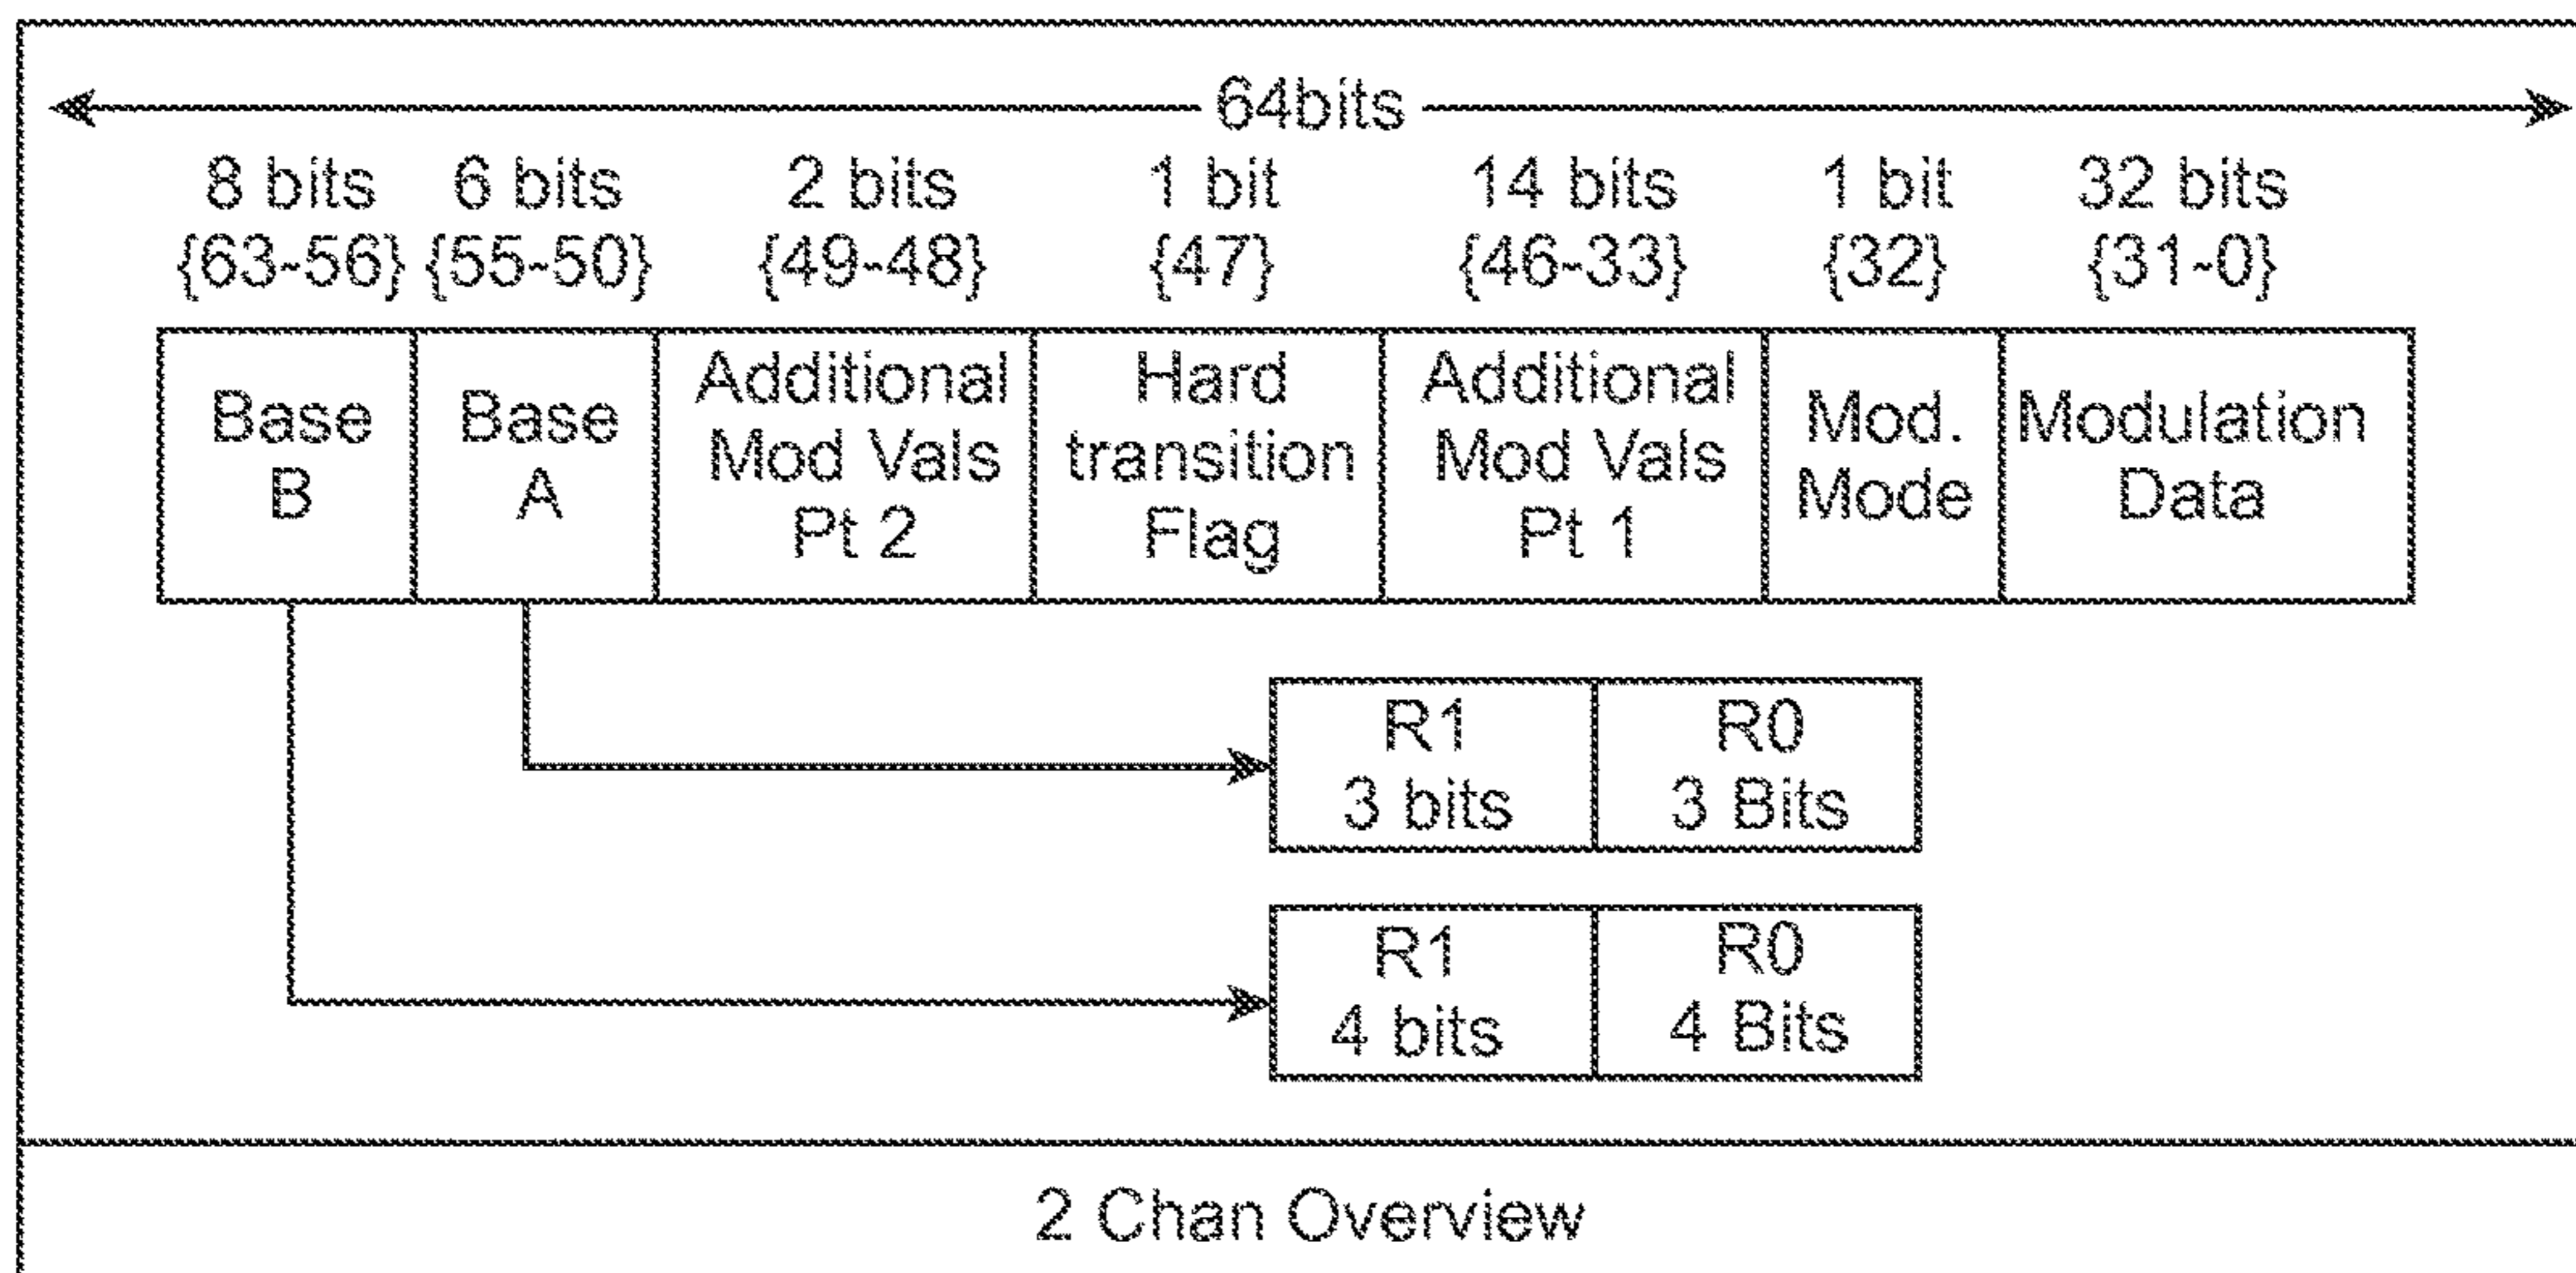 64bits
8 bits 6 bits 2 bits 1 bit 14 bits 1 bit 32 bits
{63-56} {55-50} {49-48} {47} {46-33} {32} {31-0}
Base B
Base A
Additional
Mod Vals
Pt 2
Hard
transition
Flag
Additional
Mod Vals
Pt 1
Mod.
Mode
Modulation
Data
R1 R0
3 bits 3 Bits
R1 R0
4 bits 4 Bits
2 Chan Overview